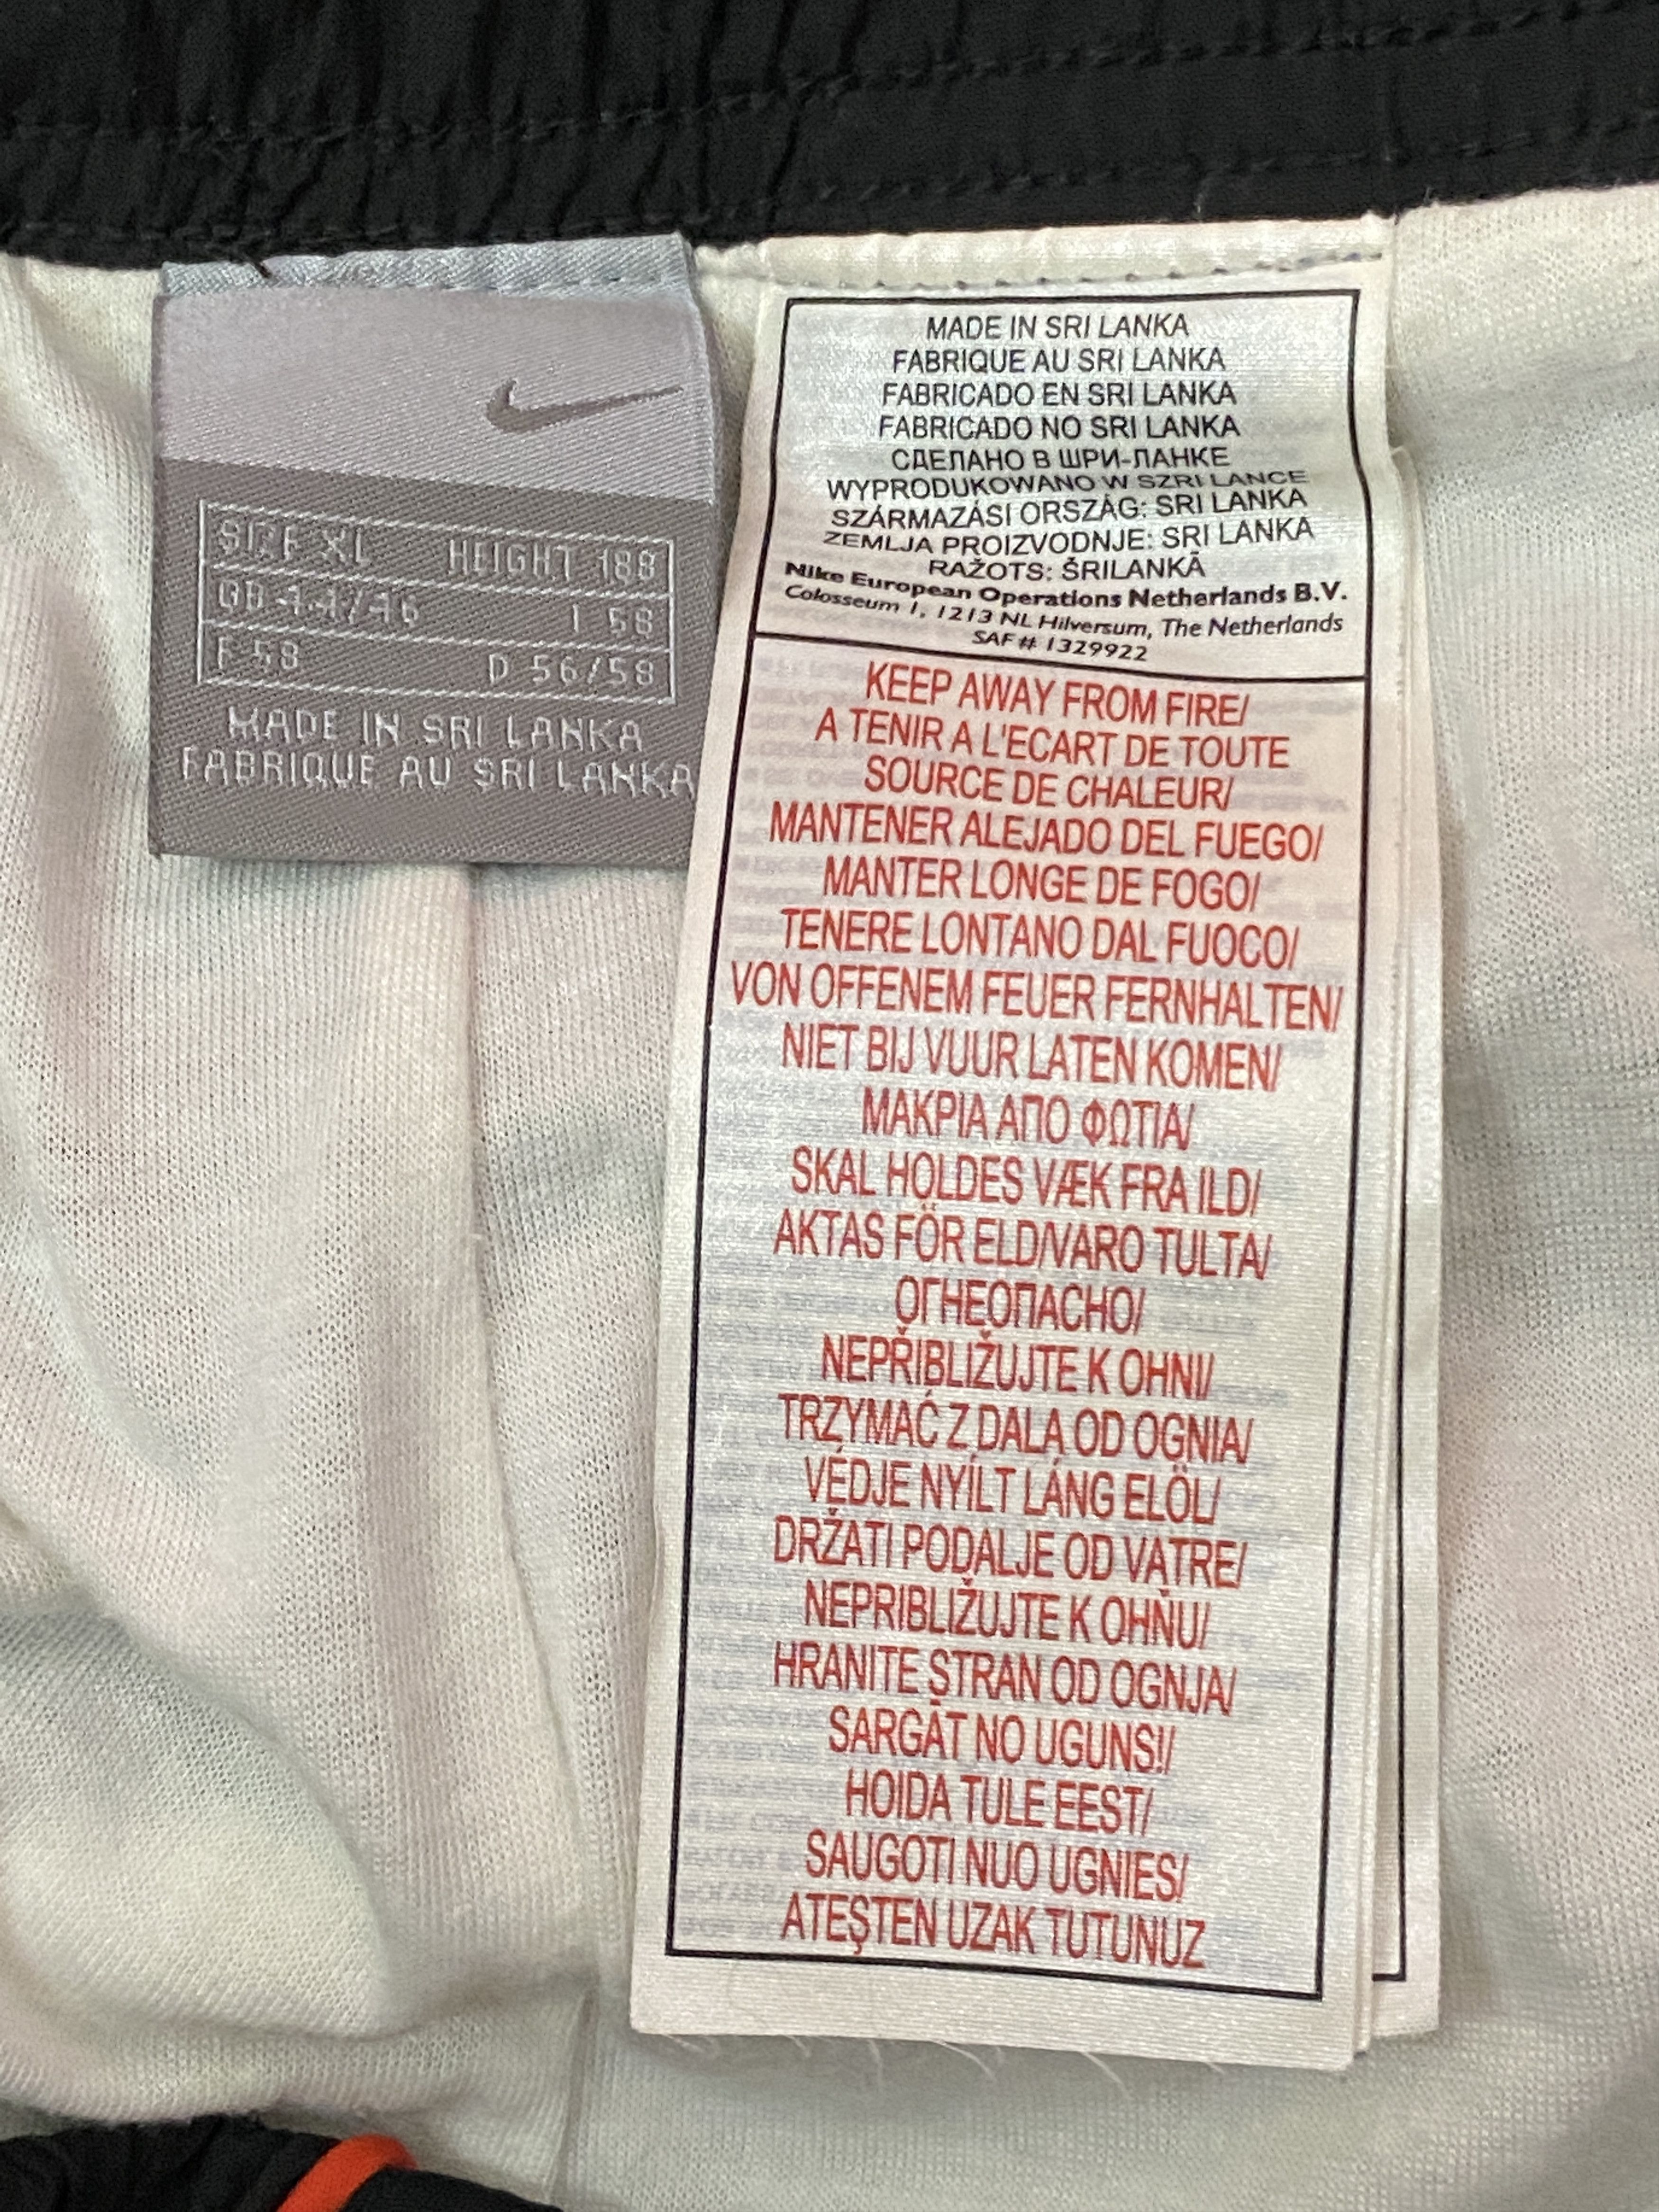 SIZE XL HEIGHT 188
GB 44/46 I 58
F 58 D 56/58
MADE IN SRI LANKA
FABRIQUE AU SRI LANKA
MADE IN SRI LANKA
FABRIQUE AU SRI LANKA
FABRICADO EN SRI LANKA
FABRICADO NO SRI LANKA
СДЕЛАНО В ШРИ-ЛАНКЕ
WYPRODUKOWANO W SZRI LANCE
SZÁRMAZÁSI ORSZÁG: SRI LANKA
ZEMLJA PROIZVODNJE: SRI LANKA
RAŽOTS: ŠRILANKĀ
Nike European Operations Netherlands B.V.
Colosseum 1, 1213 NL Hilversum, The Netherlands
SAF# 1329922
KEEP AWAY FROM FIRE/
A TENIR A L'ECART DE TOUTE
SOURCE DE CHALEUR/
MANTENER ALEJADO DEL FUEGO/
MANTER LONGE DE FOGO/
TENERE LONTANO DAL FUOCO/
VON OFFENEM FEUER FERNHALTEN/
NIET BIJ VUUR LATEN KOMEN/
ΜΑΚΡΙΑ ΑΠΟ ΦΩΤΙΑ/
SKAL HOLDES VÆK FRA ILD/
AKTAS FÖR ELD/VARO TULTA/
ОГНЕОПАСНО/
NEPŘIBLIŽUJTE K OHNI/
TRZYMAĆ Z DALA OD OGNIA/
VÉDJE NYÍLT LÁNG ELÖL/
DRŽATI PODALJE OD VATRE/
NEPRIBLIŽUJTE K OHŇU/
HRANITE STRAN OD OGNJA/
SARGĀT NO UGUNS!/
HOIDA TULE EEST/
SAUGOTI NUO UGNIES/
ATEŞTEN UZAK TUTUNUZ